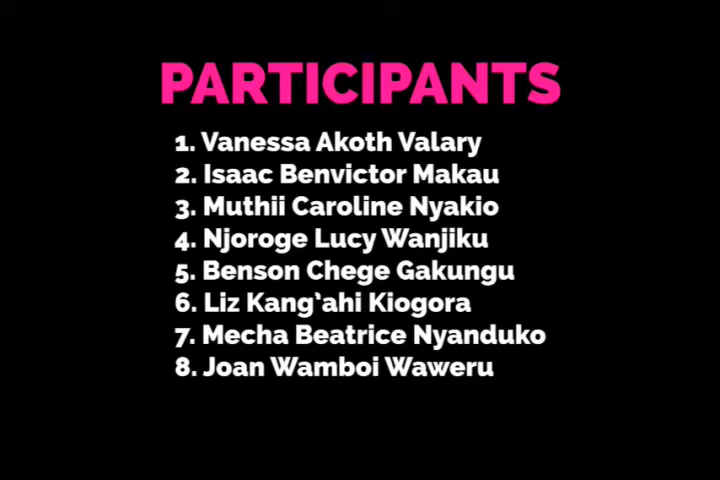 PARTICIPANTS
1. Vanessa Akoth Valary
2. Isaac Benvictor Makau
3. Muthii Caroline Nyakio
4. Njoroge Lucy Wanjiku
5. Benson Chege Gakungu
6. Liz Kang'ahi Kiogora
7. Mecha Beatrice Nyanduko
8. Joan Wamboi Waweru